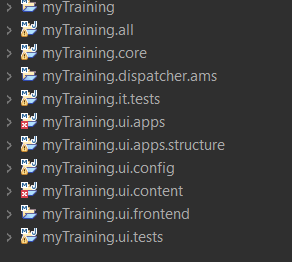 myTraining
myTraining.all
myTraining.core
myTraining.dispatcher.ams
myTraining.it.tests
myTraining.ui.apps
myTraining.ui.apps.structure
myTraining.ui.config
myTraining.ui.content
myTraining.ui.frontend
myTraining.ui.tests